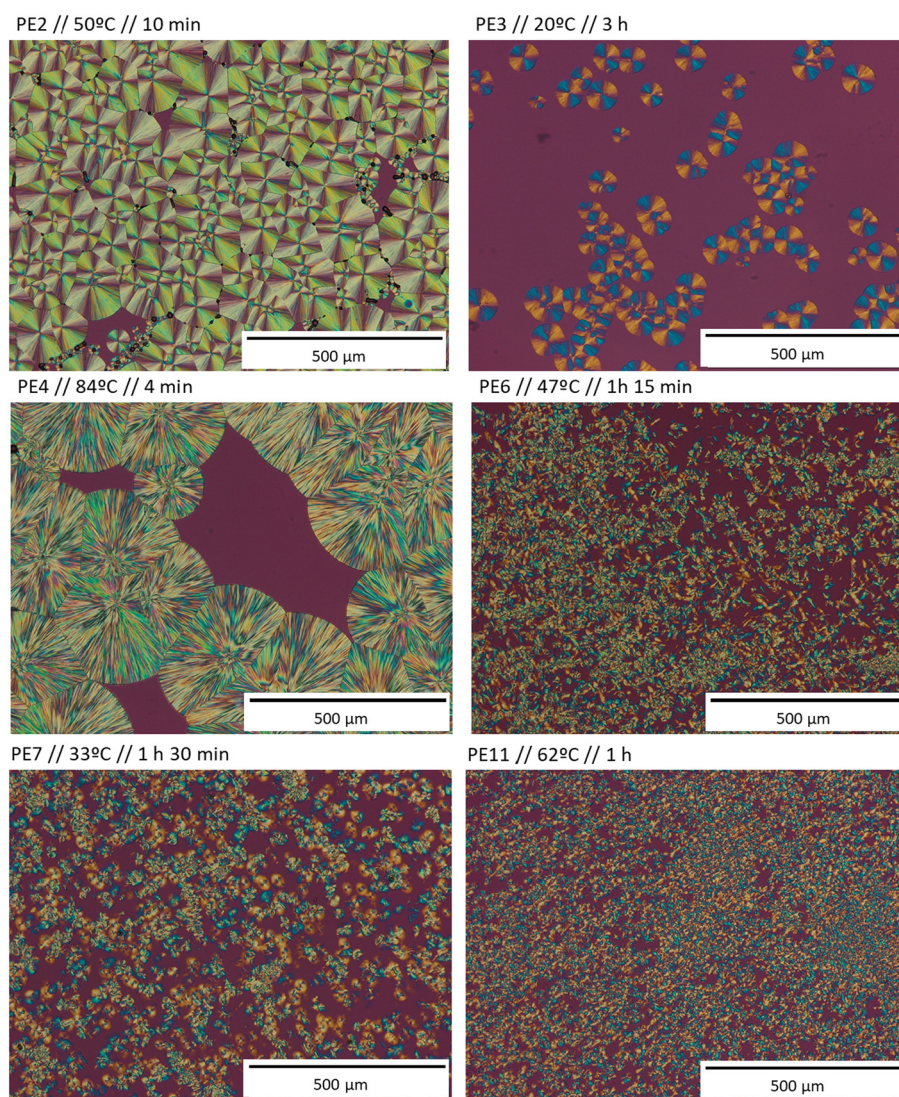 PE2 // 50ºC // 10 min
PE3 // 20ºC // 3 h
500 µm
500 µm
PE4 // 84ºC // 4 min
PE6 // 47ºC // 1h 15 min
500 µm
500 µm
PE7 // 33ºC // 1 h 30 min
PE11 // 62ºC // 1 h
500 µm
500 µm